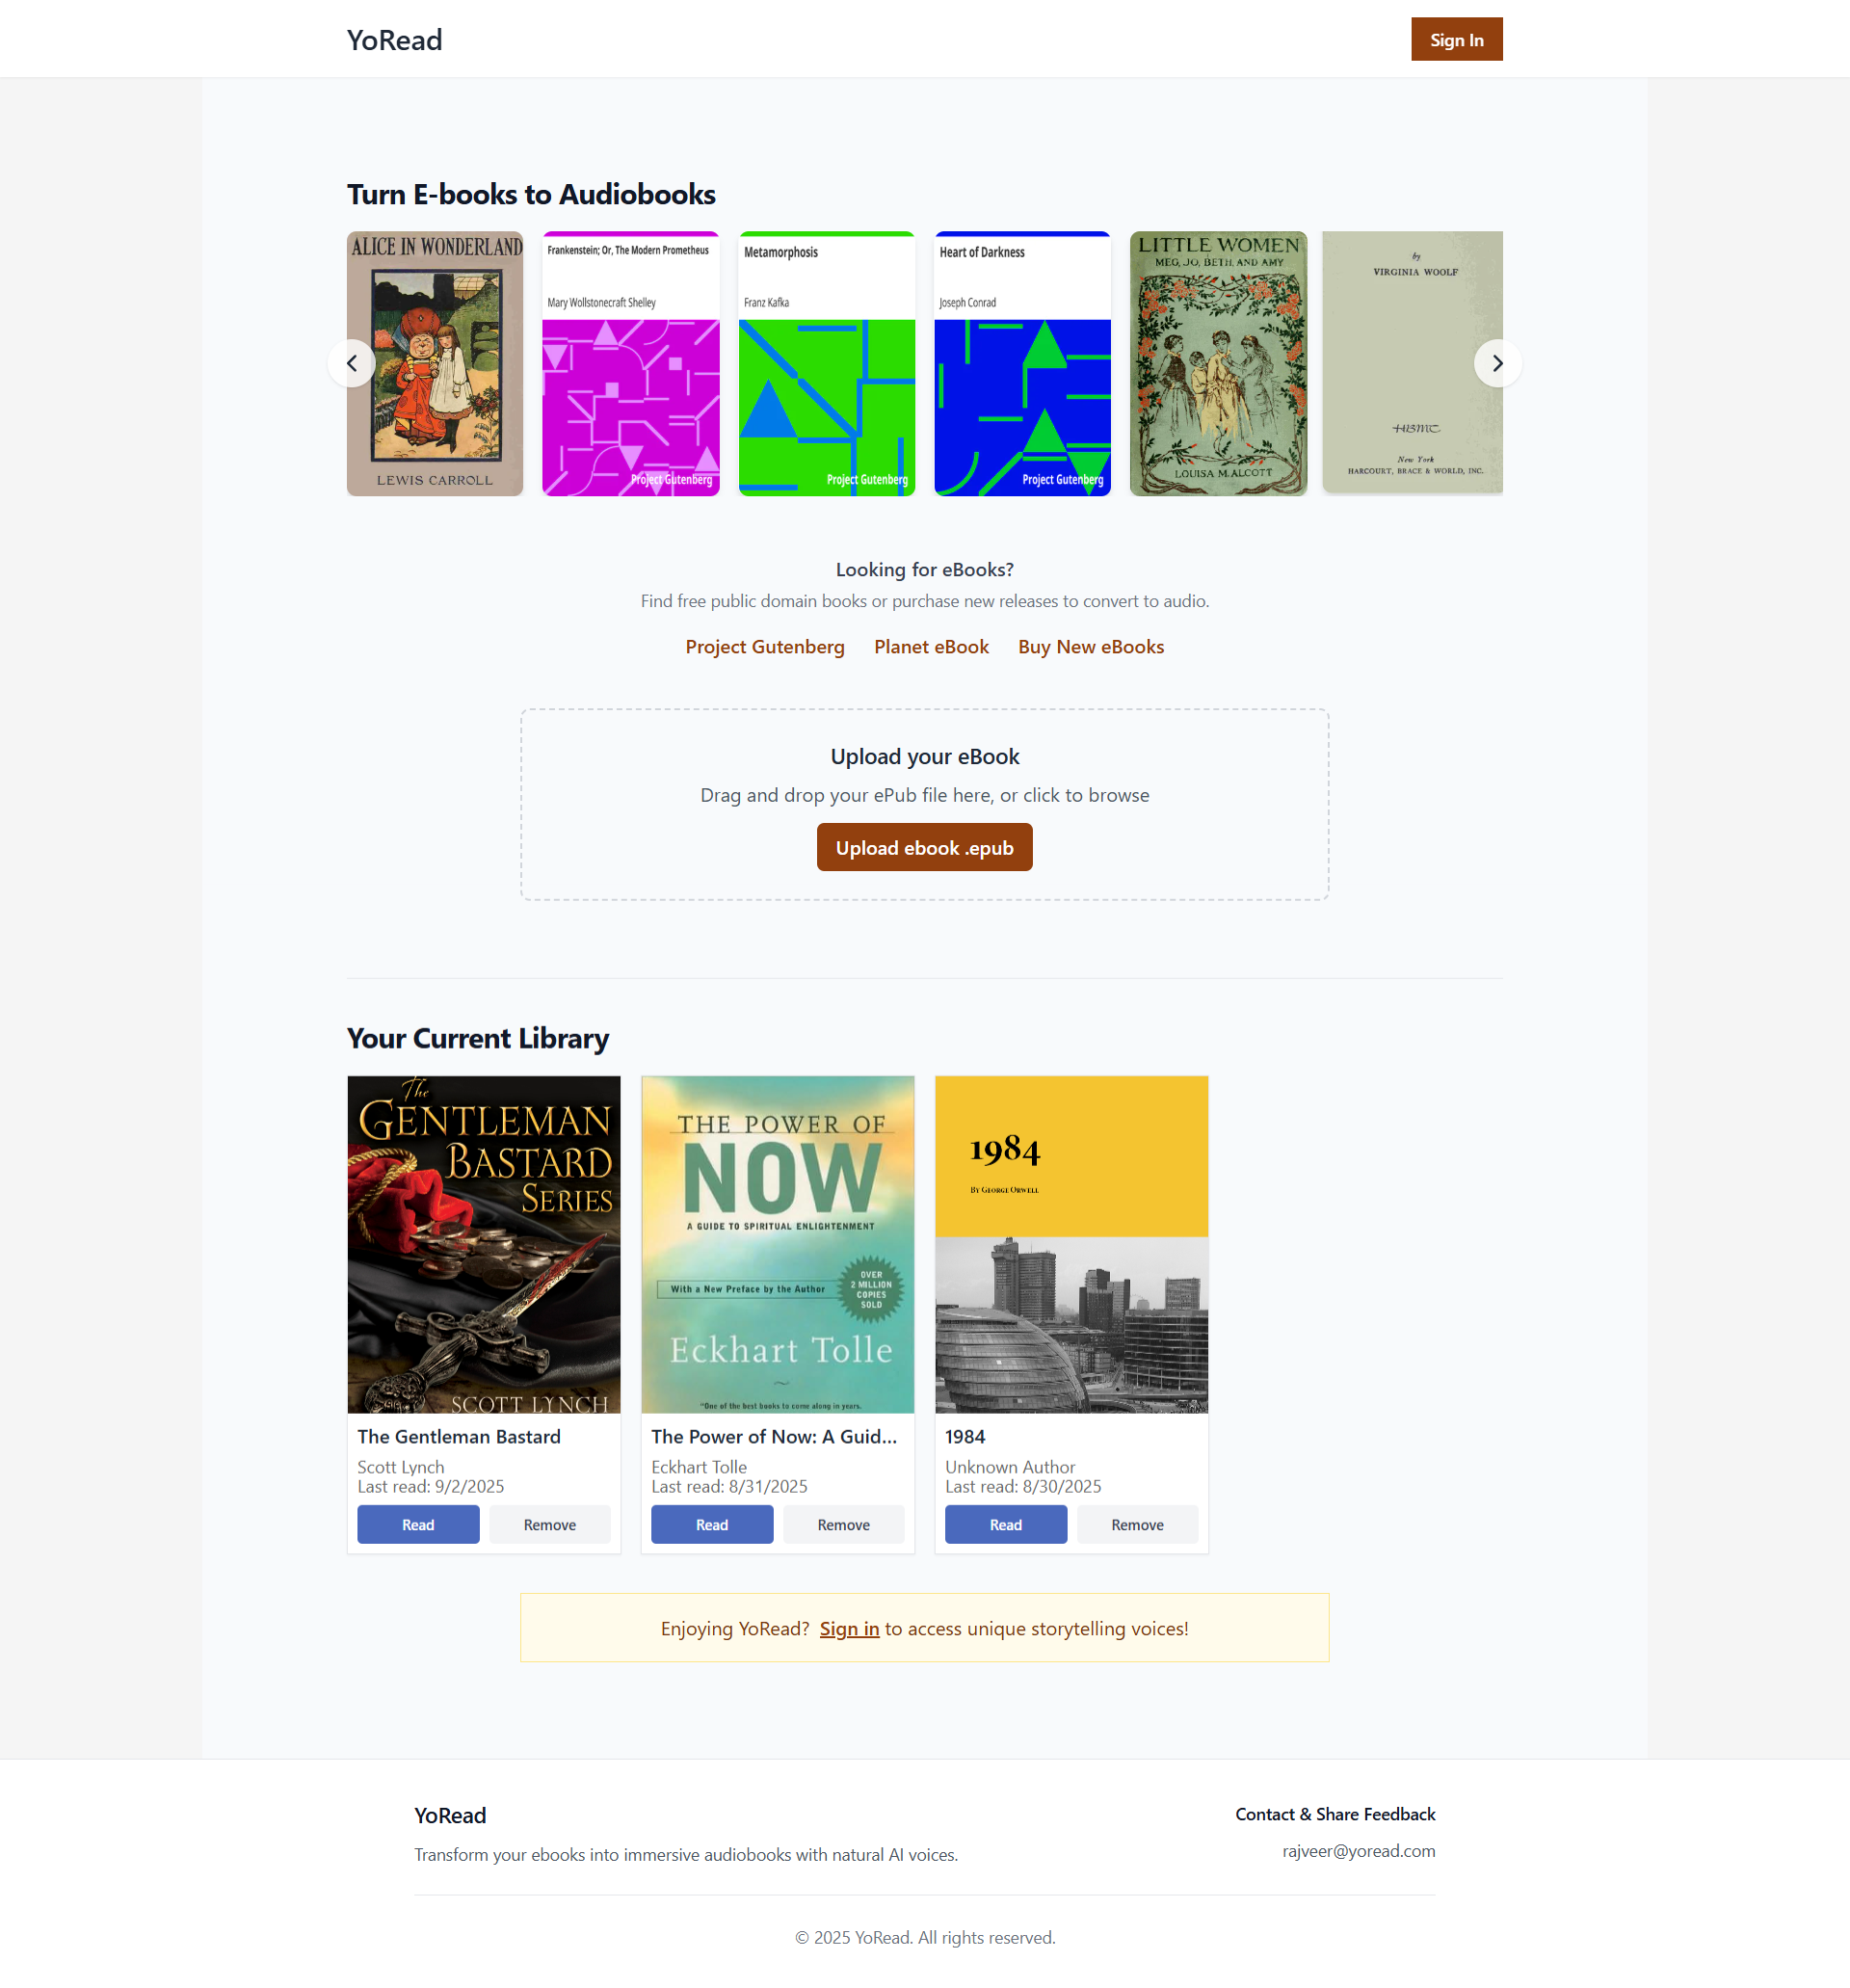 YoRead
Sign In
Turn E-books to Audiobooks
ALICE IN WONDERLAND
LEWIS CARROLL
Frankenstein; Or, The Modern Prometheus
Mary Wollstonecraft Shelley
Project Gutenberg
Metamorphosis
Franz Kafka
Project Gutenberg
Heart of Darkness
Joseph Conrad
Project Gutenberg
LITTLE WOMEN
MEG, JO, BETH, AND AMY
LOUISA M. ALCOTT
by
VIRGINIA WOOLF
New York
HARCOURT, BRACE & WORLD, INC.
Looking for eBooks?
Find free public domain books or purchase new releases to convert to audio.
Project Gutenberg
Planet eBook
Buy New eBooks
Upload your eBook
Drag and drop your ePub file here, or click to browse
Upload ebook .epub
Your Current Library
The
GENTLEMAN
BASTARD
SERIES
SCOTT LYNCH
The Gentleman Bastard
Scott Lynch
Last read: 9/2/2025
Read
Remove
THE POWER OF
NOW
A GUIDE TO SPIRITUAL ENLIGHTENMENT
With a New Preface by the Author
OVER
2 MILLION
COPIES
SOLD
Eckhart Tolle
"One of the best books to come along in years.
The Power of Now: A Guid...
Eckhart Tolle
Last read: 8/31/2025
Read
Remove
1984
BY GEORGE ORWELL
1984
Unknown Author
Last read: 8/30/2025
Read
Remove
Enjoying YoRead? Sign in to access unique storytelling voices!
YoRead
Transform your ebooks into immersive audiobooks with natural AI voices.
Contact & Share Feedback
rajveer@yoread.com
© 2025 YoRead. All rights reserved.